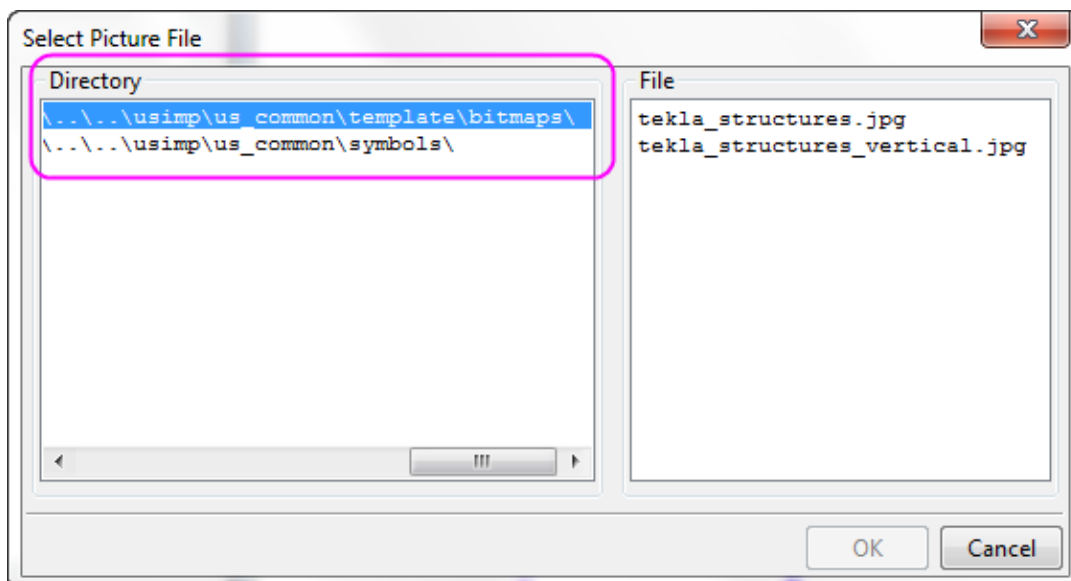 Select Picture File
Directory
\..\..\usimp\us_common\template\bitmaps\
\..\..\usimp\us_common\symbols\
File
tekla_structures.jpg
tekla_structures_vertical.jpg
OK
Cancel